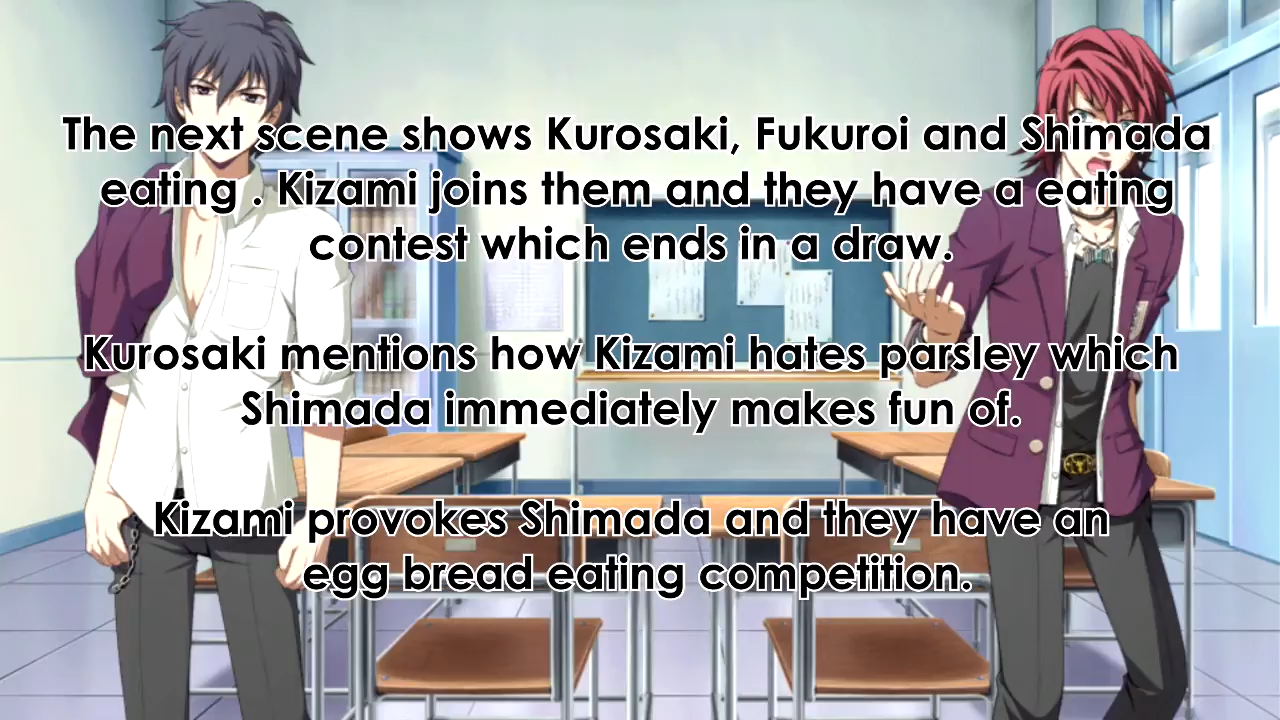 The next scene shows Kurosaki, Fukuroi and Shimada
eating . Kizami joins them and they have a eating
contest which ends in a draw.
Kurosaki mentions how Kizami hates parsley which
Shimada immediately makes fun of.
Kizami provokes Shimada and they have an
egg bread eating competition.